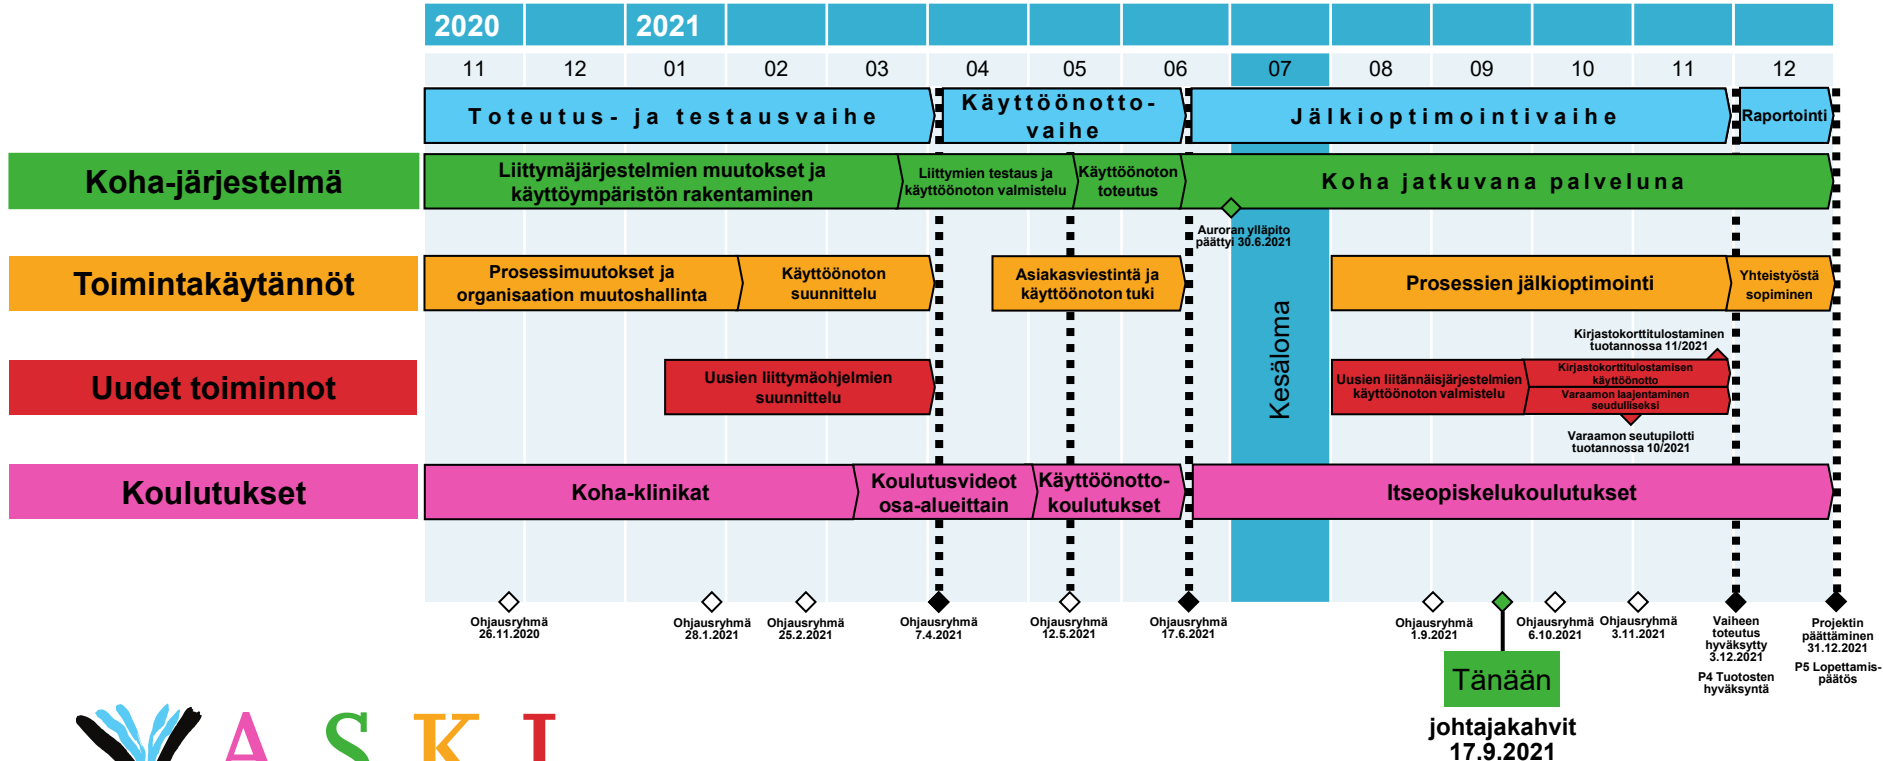 2020 2021
11 12 01 02 03 04 05 06 07 08 09 10 11 12
Toteutus- ja testausvaihe
Käyttöönotto-
vaihe
Jälkioptimointivaihe
Raportointi
Koha-järjestelmä
Liittymäjärjestelmien muutokset ja
käyttöympäristön rakentaminen
Liittymien testaus ja
käyttöönoton valmistelu
Käyttöönoton
toteutus
Koha jatkuvana palveluna
Auroran ylläpito
päättyi 30.6.2021
Toimintakäytännöt
Prosessimuutokset ja
organisaation muutoshallinta
Käyttöönoton
suunnittelu
Asiakasviestintä ja
käyttöönoton tuki
Kesäloma
Prosessien jälkioptimointi
Yhteistyöstä
sopiminen
Kirjastokorttitulostaminen
tuotannossa 11/2021
Uudet toiminnot
Uusien liittymäohjelmien
suunnittelu
Uusien liitännäisjärjestelmien
käyttöönoton valmistelu
Kirjastokorttitulostamisen
käyttöönotto
Varaamon laajentaminen
seudulliseksi
Varaamon seutupilotti
tuotannossa 10/2021
Koulutukset
Koha-klinikat
Koulutusvideot
osa-alueittain
Käyttöönotto-
koulutukset
Itseopiskelukoulutukset
Ohjausryhmä
26.11.2020
Ohjausryhmä
28.1.2021
Ohjausryhmä
25.2.2021
Ohjausryhmä
7.4.2021
Ohjausryhmä
12.5.2021
Ohjausryhmä
17.6.2021
Ohjausryhmä
1.9.2021
Ohjausryhmä
6.10.2021
Ohjausryhmä
3.11.2021
Vaiheen
toteutus
hyväksytty
3.12.2021
P4 Tuotosten
hyväksyntä
Projektin
päättäminen
31.12.2021
P5 Lopettamis-
päätös
Tänään
johtajakahvit
17.9.2021
ASKI